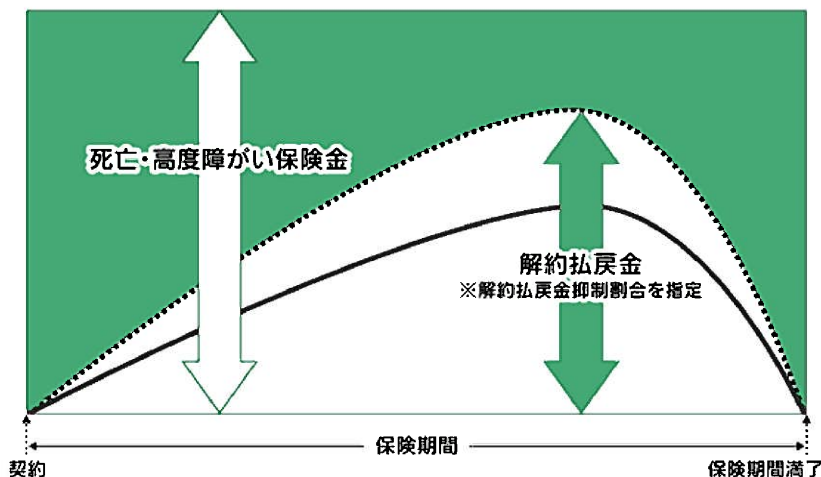 死亡・高度障がい保険金
解約払戻金
※解約払戻金抑制割合を指定
保険期間
契約
保険期間満了